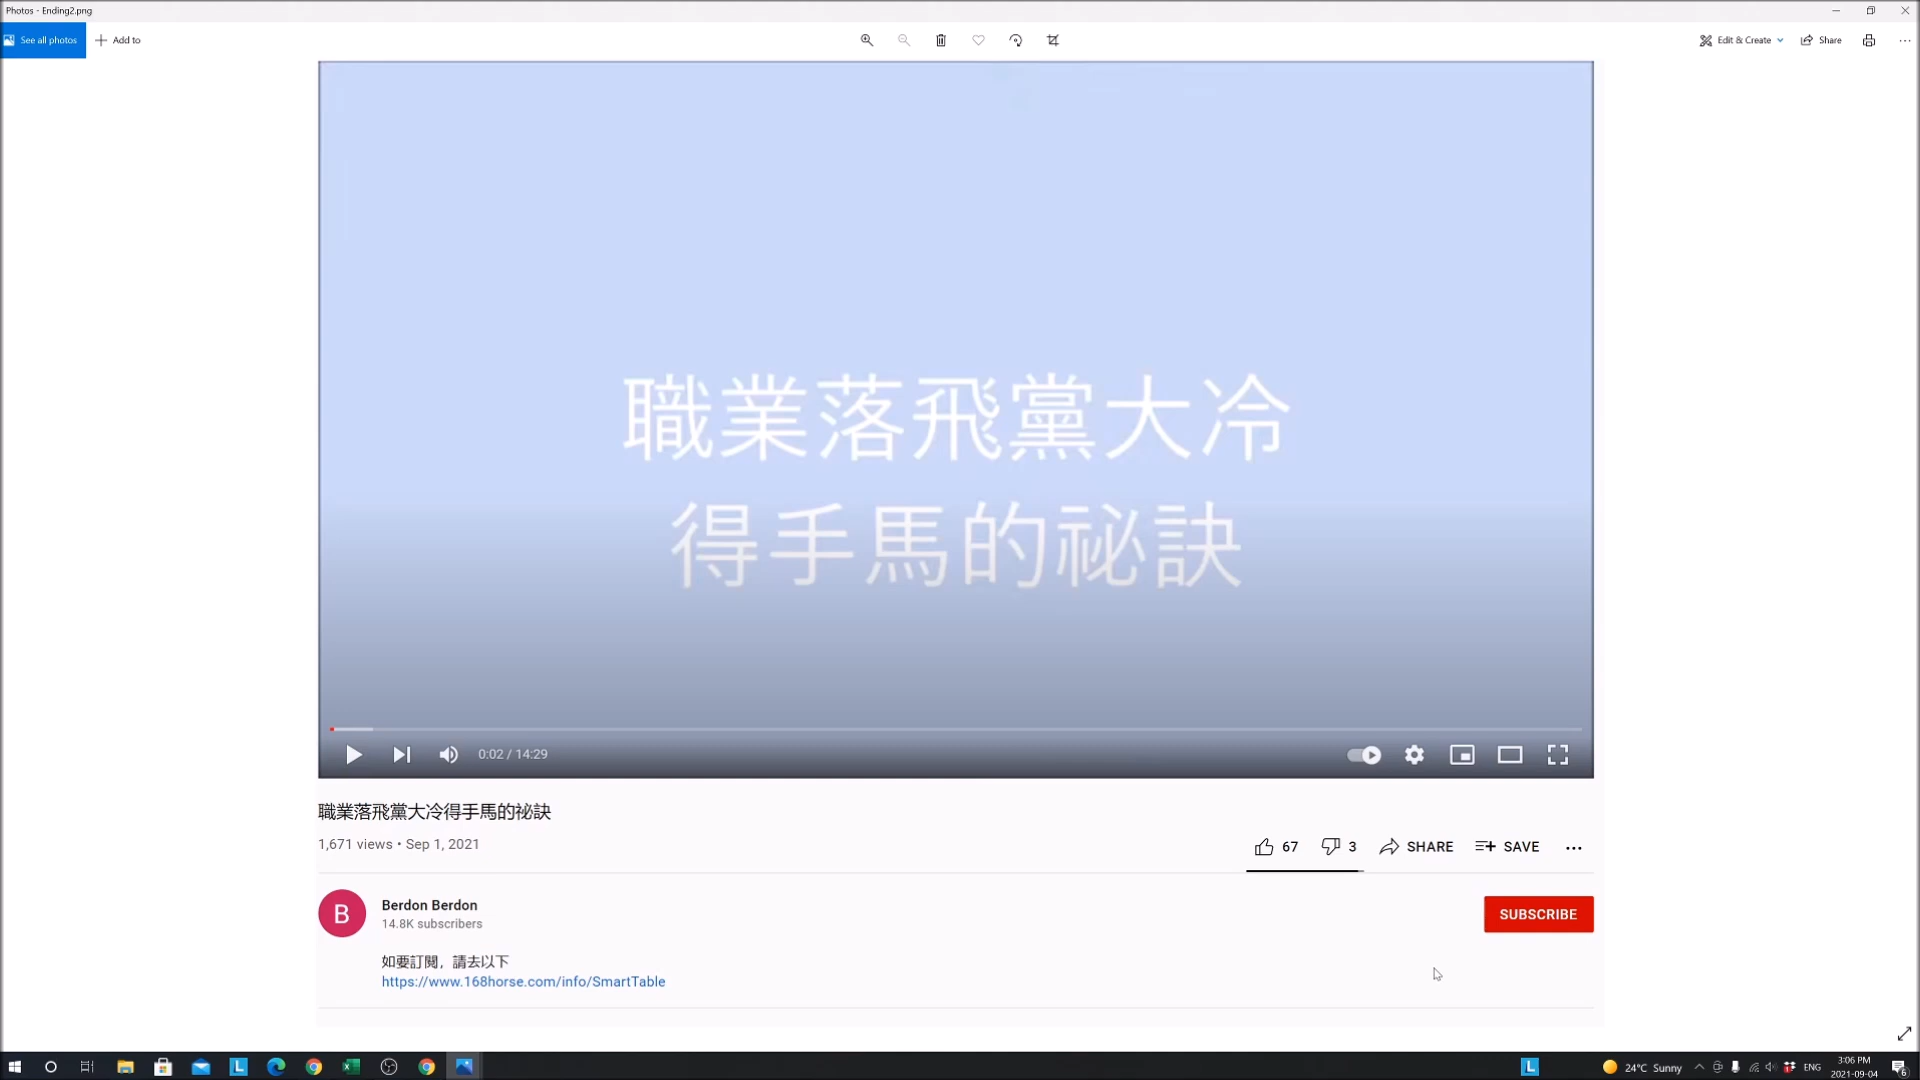 Photos - Ending2.png
See all photos
Add to
Edit & Create
Share
職業落飛黨大冷
得手馬的祕訣
0:02 / 14:29
職業落飛黨大冷得手馬的祕訣
1,671 views • Sep 1, 2021
67
3
SHARE
SAVE
B
Berdon Berdon
14.8K subscribers
SUBSCRIBE
如要訂閱，請去以下
https://www.168horse.com/info/SmartTable
L
L
24°C Sunny
ENG
3:06 PM
2021-09-04
6